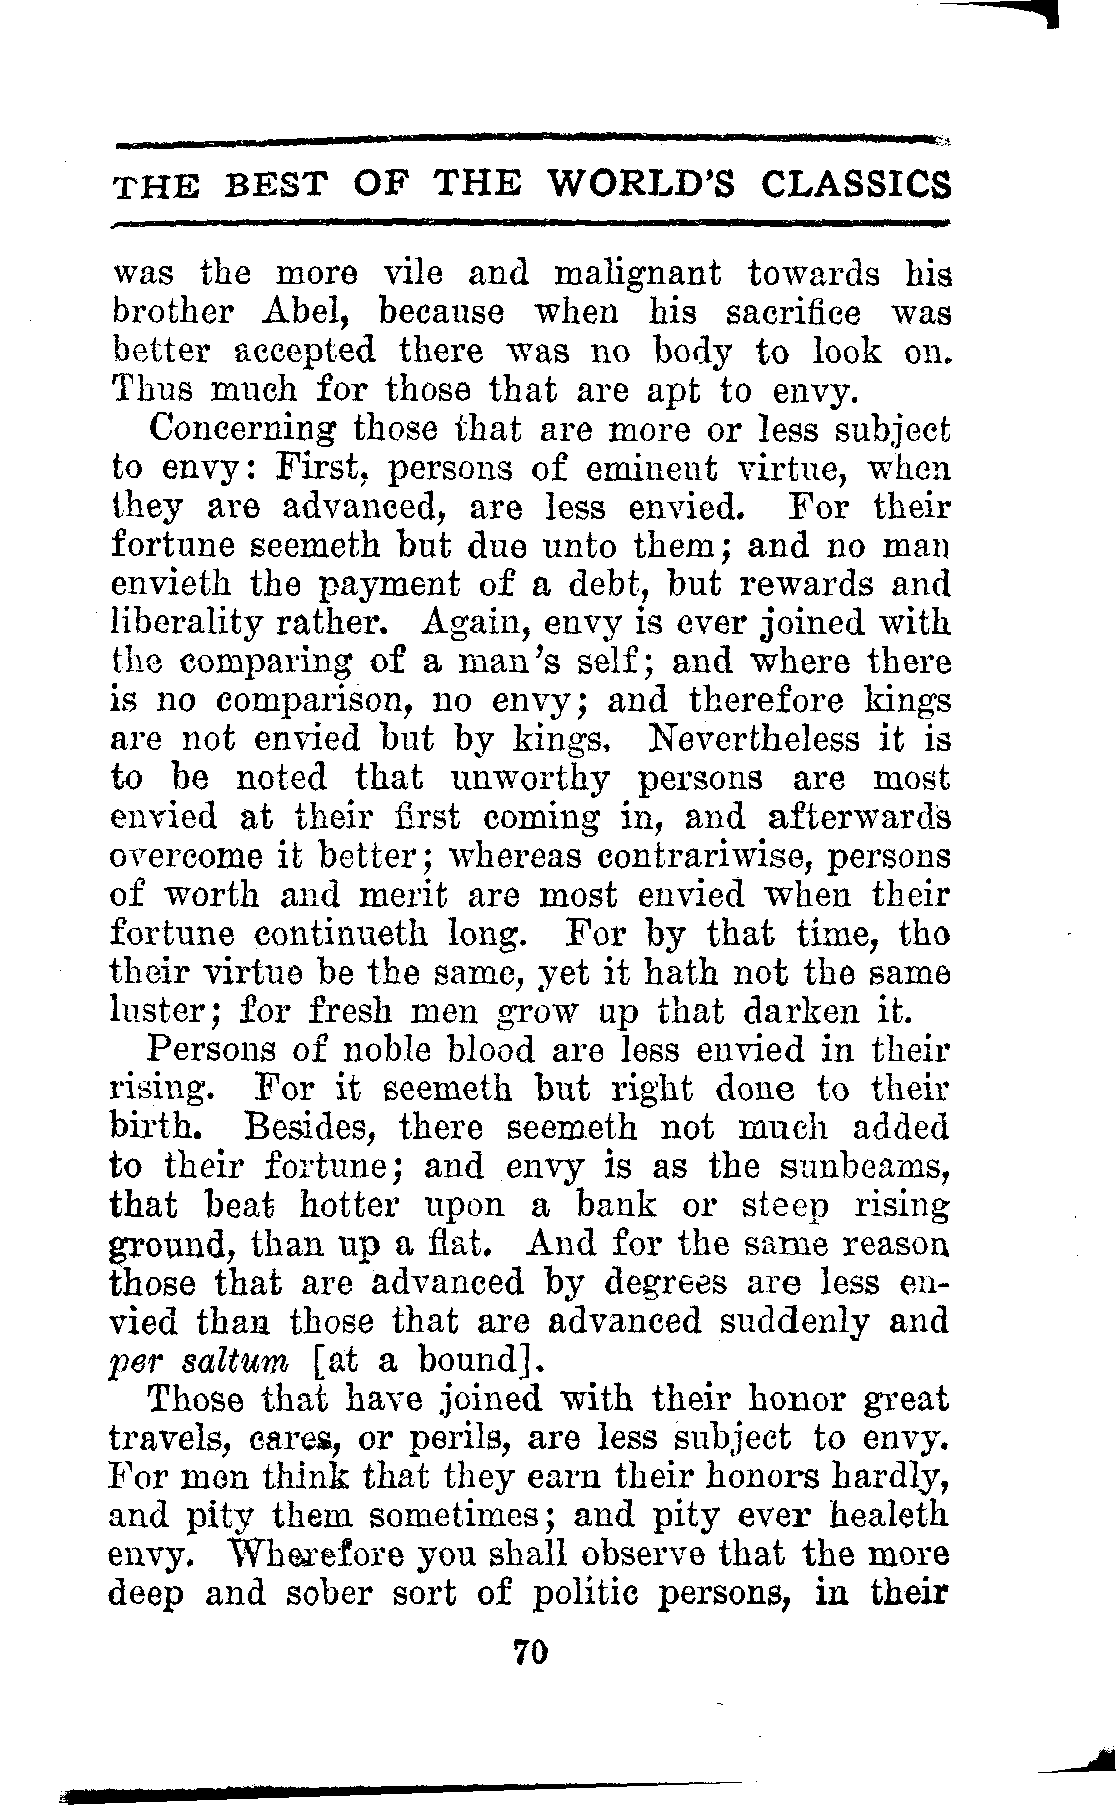 THE BEST OF THE WORLD'S CLASSICS
was the more vile and malignant towards his
brother Abel, because when his sacrifice was
better accepted there was no body to look on.
Thus much for those that are apt to envy.
Concerning those that are more or less subject
to envy: First, persons of eminent virtue, when
they are advanced, are less envied. For their
fortune seemeth but due unto them; and no man
envieth the payment of a debt, but rewards and
liberality rather. Again, envy is ever joined with
the comparing of a man's self; and where there
is no comparison, no envy; and therefore kings
are not envied but by kings. Nevertheless it is
to be noted that unworthy persons are most
envied at their first coming in, and afterwards
overcome it better; whereas contrariwise, persons
of worth and merit are most envied when their
fortune continueth long. For by that time, tho
their virtue be the same, yet it hath not the same
luster; for fresh men grow up that darken it.
Persons of noble blood are less envied in their
rising. For it seemeth but right done to their
birth. Besides, there seemeth not much added
to their fortune; and envy is as the sunbeams,
that beat hotter upon a bank or steep rising
ground, than up a flat. And for the same reason
those that are advanced by degrees are less en-
vied than those that are advanced suddenly and
per saltum [at a bound].
Those that have joined with their honor great
travels, cares, or perils, are less subject to envy.
For men think that they earn their honors hardly,
and pity them sometimes; and pity ever healeth
envy. Wherefore you shall observe that the more
deep and sober sort of politic persons, in their
70